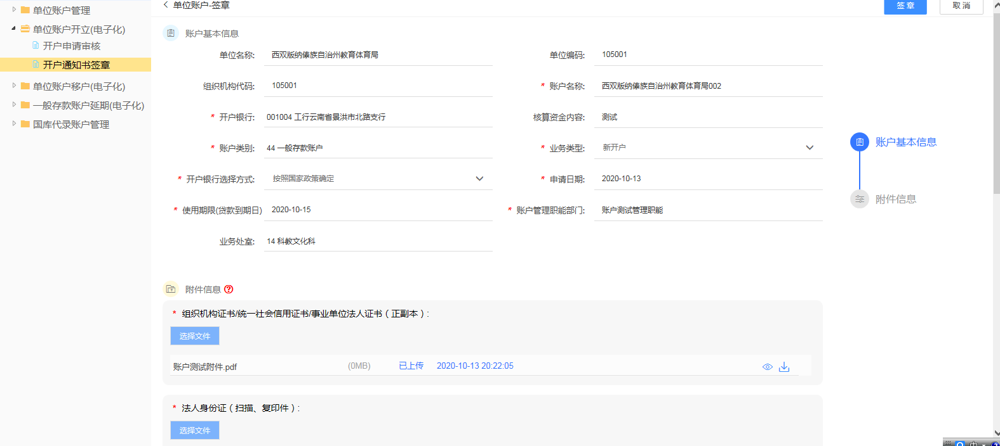 单位账户管理
单位账户开立(电子化)
开户申请审核
开户通知书签章
单位账户移户(电子化)
一般存款账户延期(电子化)
国库代录账户管理
单位账户-签章
签 章
取 消
账户基本信息
单位名称: 西双版纳傣族自治州教育体育局
单位编码: 105001
组织机构代码: 105001
* 账户名称: 西双版纳傣族自治州教育体育局002
* 开户银行: 001004 工行云南省景洪市北路支行
核算资金内容: 测试
* 账户类别: 44 一般存款账户
* 业务类型: 新开户
* 开户银行选择方式: 按照国家政策确定
* 申请日期: 2020-10-13
* 使用期限(贷款到期日) 2020-10-15
* 账户管理职能部门: 账户测试管理职能
业务处室: 14 科教文化科
账户基本信息
附件信息
附件信息 ?
* 组织机构证书/统一社会信用证书/事业单位法人证书（正副本）:
选择文件
账户测试附件.pdf (0MB) 已上传 2020-10-13 20:22:05
* 法人身份证（扫描、复印件）:
选择文件